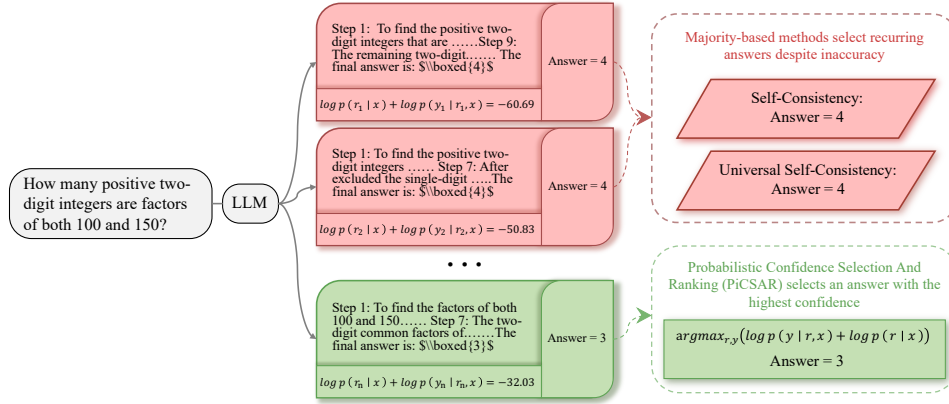 How many positive two-
digit integers are factors
of both 100 and 150?
LLM
Step 1: To find the positive two-
digit integers that are ……Step 9:
The remaining two-digit……. The
final answer is: $\\boxed{4}$
log p (r₁ | x) + log p (y₁ | r₁, x) = −60.69
Answer = 4
Step 1: To find the positive two-
digit integers …… Step 7: After
excluded the single-digit …..The
final answer is: $\\boxed{4}$
log p (r₂ | x) + log p (y₂ | r₂, x) = −50.83
Answer = 4
• • •
Step 1: To find the factors of both
100 and 150…… Step 7: The two-
digit common factors of…….The
final answer is: $\\boxed{3}$
log p (rₙ | x) + log p (yₙ | rₙ, x) = −32.03
Answer = 3
Majority-based methods select recurring
answers despite inaccuracy
Self-Consistency:
Answer = 4
Universal Self-Consistency:
Answer = 4
Probabilistic Confidence Selection And
Ranking (PiCSAR) selects an answer with the
highest confidence
argmaxᵣ,ᵧ(log p (y | r, x) + log p (r | x))
Answer = 3